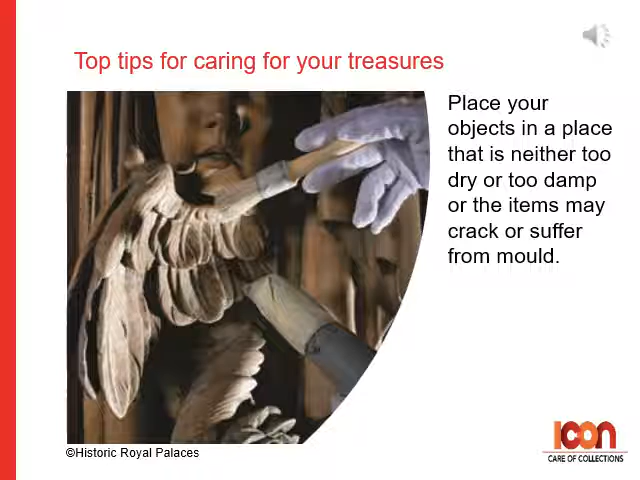 Top tips for caring for your treasures
Place your
objects in a place
that is neither too
dry or too damp
or the items may
crack or suffer
from mould.
©Historic Royal Palaces
icon
CARE OF COLLECTIONS